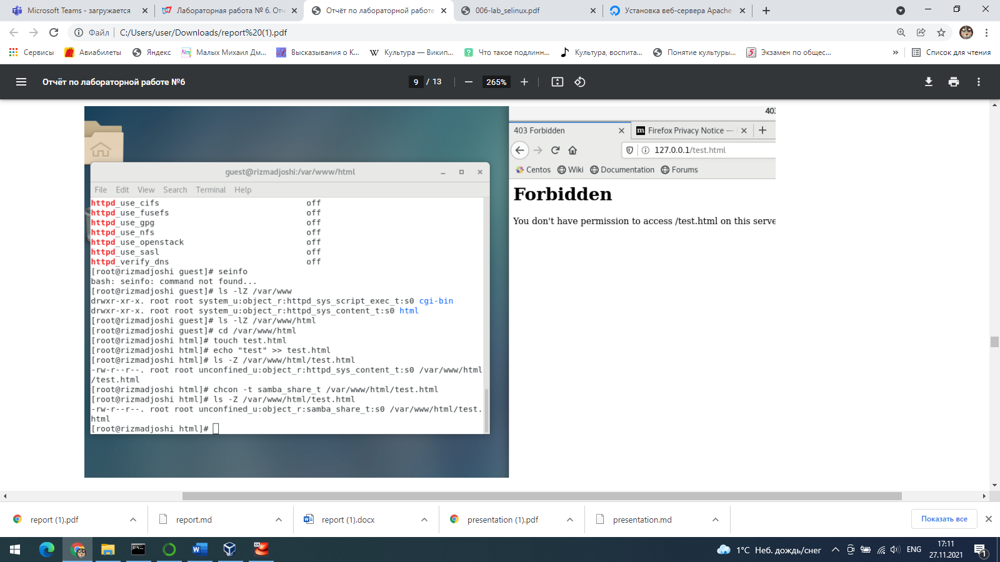 Microsoft Teams - загружается
Лабораторная работа № 6. Отч
Отчёт по лабораторной работе
006-lab_selinux.pdf
Установка веб-сервера Apache
Файл
C:/Users/user/Downloads/report%20(1).pdf
Сервисы
Авиабилеты
Яндекс
Малых Михаил Дм...
Высказывания о К...
Культура — Викип...
Что такое подлинн...
Культура, воспита...
Понятие культуры...
Экзамен по общес...
»
Список для чтения
Отчёт по лабораторной работе №6
9 / 13
265%
guest@rizmadjoshi:/var/www/html
File Edit View Search Terminal Help
httpd_use_cifs off
httpd_use_fusefs off
httpd_use_gpg off
httpd_use_nfs off
httpd_use_openstack off
httpd_use_sasl off
httpd_verify_dns off
[root@rizmadjoshi guest]# seinfo
bash: seinfo: command not found...
[root@rizmadjoshi guest]# ls -lZ /var/www
drwxr-xr-x. root root system_u:object_r:httpd_sys_script_exec_t:s0 cgi-bin
drwxr-xr-x. root root system_u:object_r:httpd_sys_content_t:s0 html
[root@rizmadjoshi guest]# ls -lZ /var/www/html
[root@rizmadjoshi guest]# cd /var/www/html
[root@rizmadjoshi html]# touch test.html
[root@rizmadjoshi html]# echo "test" >> test.html
[root@rizmadjoshi html]# ls -Z /var/www/html/test.html
-rw-r--r--. root root unconfined_u:object_r:httpd_sys_content_t:s0 /var/www/html
/test.html
[root@rizmadjoshi html]# chcon -t samba_share_t /var/www/html/test.html
[root@rizmadjoshi html]# ls -Z /var/www/html/test.html
-rw-r--r--. root root unconfined_u:object_r:samba_share_t:s0 /var/www/html/test.
html
[root@rizmadjoshi html]#
403
403 Forbidden
Firefox Privacy Notice —
127.0.0.1/test.html
Centos
Wiki
Documentation
Forums
Forbidden
You don't have permission to access /test.html on this serve
report (1).pdf
report.md
report (1).docx
presentation (1).pdf
presentation.md
Показать все
1°C Неб. дождь/снег
ENG
17:11
27.11.2021
1